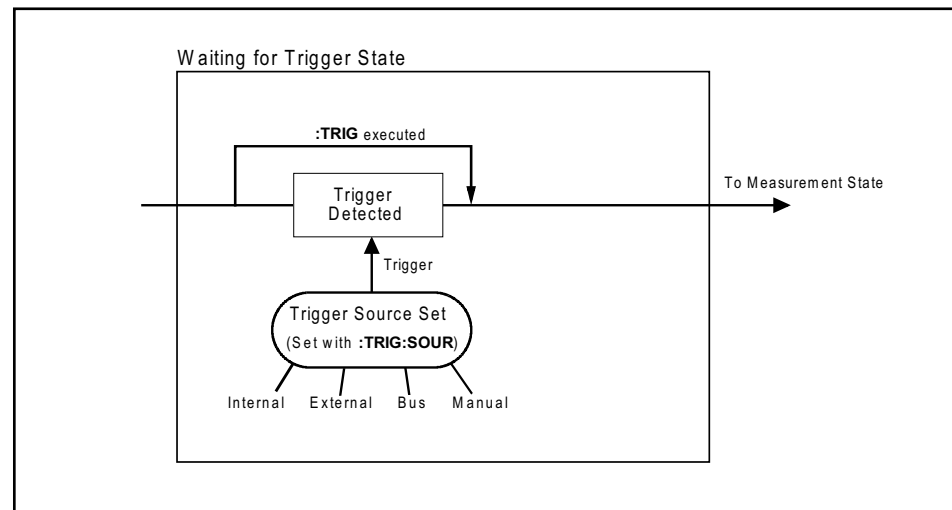 Waiting for Trigger State
:TRIG executed
Trigger
Detected
To Measurement State
Trigger
Trigger Source Set
(Set with :TRIG:SOUR)
Internal External Bus Manual